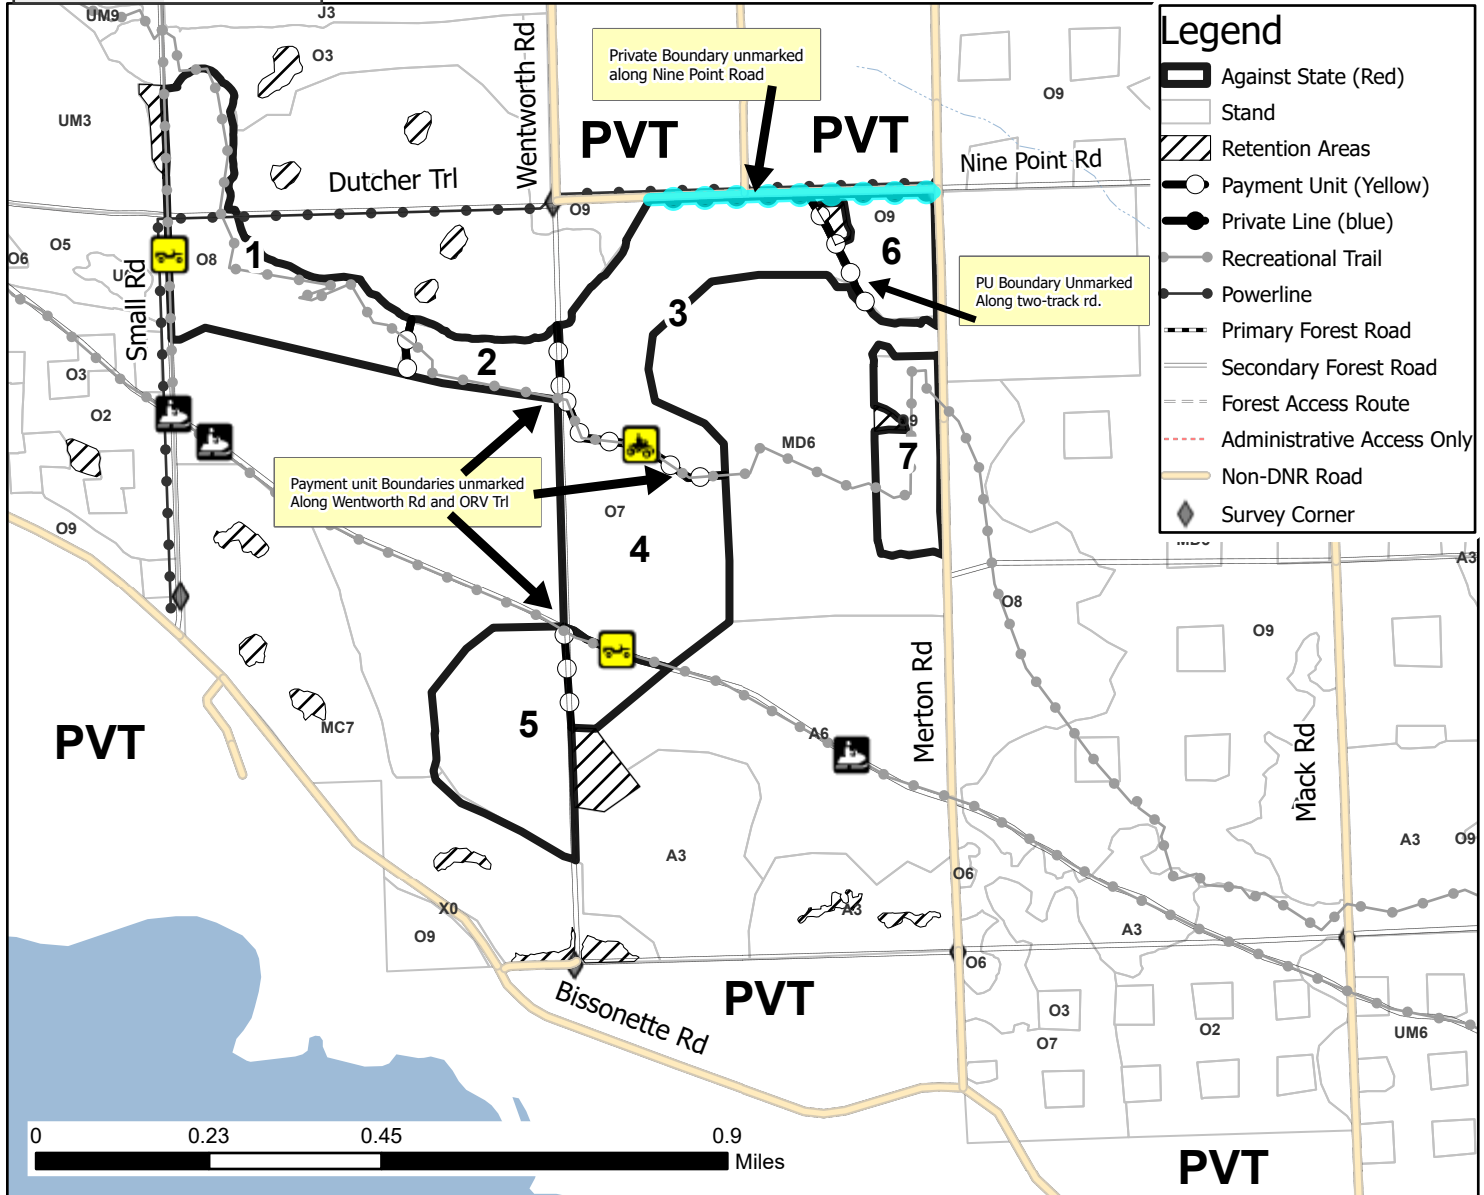 UM9
J3
O3
UM3
Wentworth Rd
Private Boundary unmarked
along Nine Point Road
PVT
PVT
O9
Nine Point Rd
Dutcher Trl
O9
O9
O5
O6
O8
1
6
Small Rd
3
PU Boundary Unmarked
Along two-track rd.
2
O3
O2
MD6
7
Payment unit Boundaries unmarked
Along Wentworth Rd and ORV Trl
O7
4
O9
A3
O8
O9
Merton Rd
PVT
MC7
5
A6
Mack Rd
A3
A3
O9
O6
X0
O9
A3
A3
O6
PVT
Bissonette Rd
O3
O7
O2
UM6
PVT
0
0.23
0.45
0.9
Miles
Legend
Against State (Red)
Stand
Retention Areas
Payment Unit (Yellow)
Private Line (blue)
Recreational Trail
Powerline
Primary Forest Road
Secondary Forest Road
Forest Access Route
Administrative Access Only
Non-DNR Road
Survey Corner